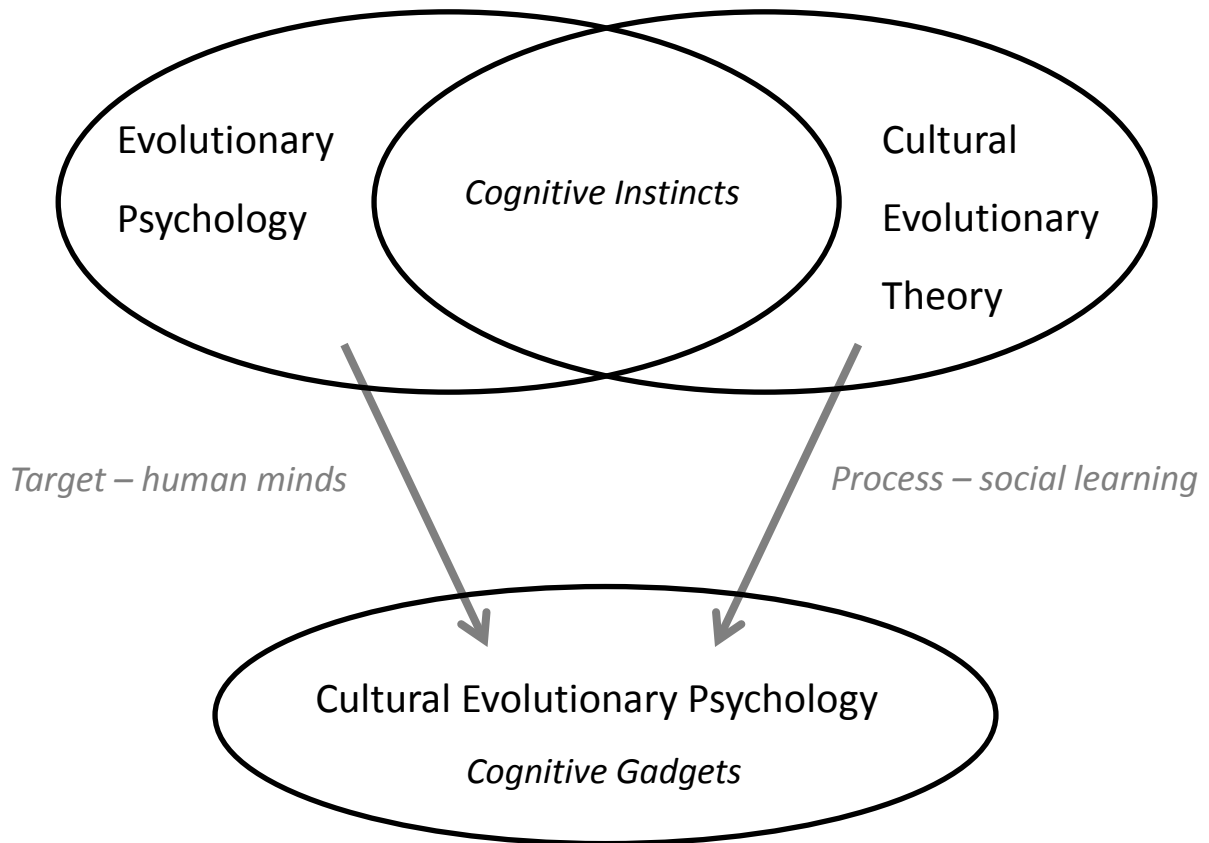 Evolutionary
Psychology
Cognitive Instincts
Cultural
Evolutionary
Theory
Target – human minds
Process – social learning
Cultural Evolutionary Psychology
Cognitive Gadgets